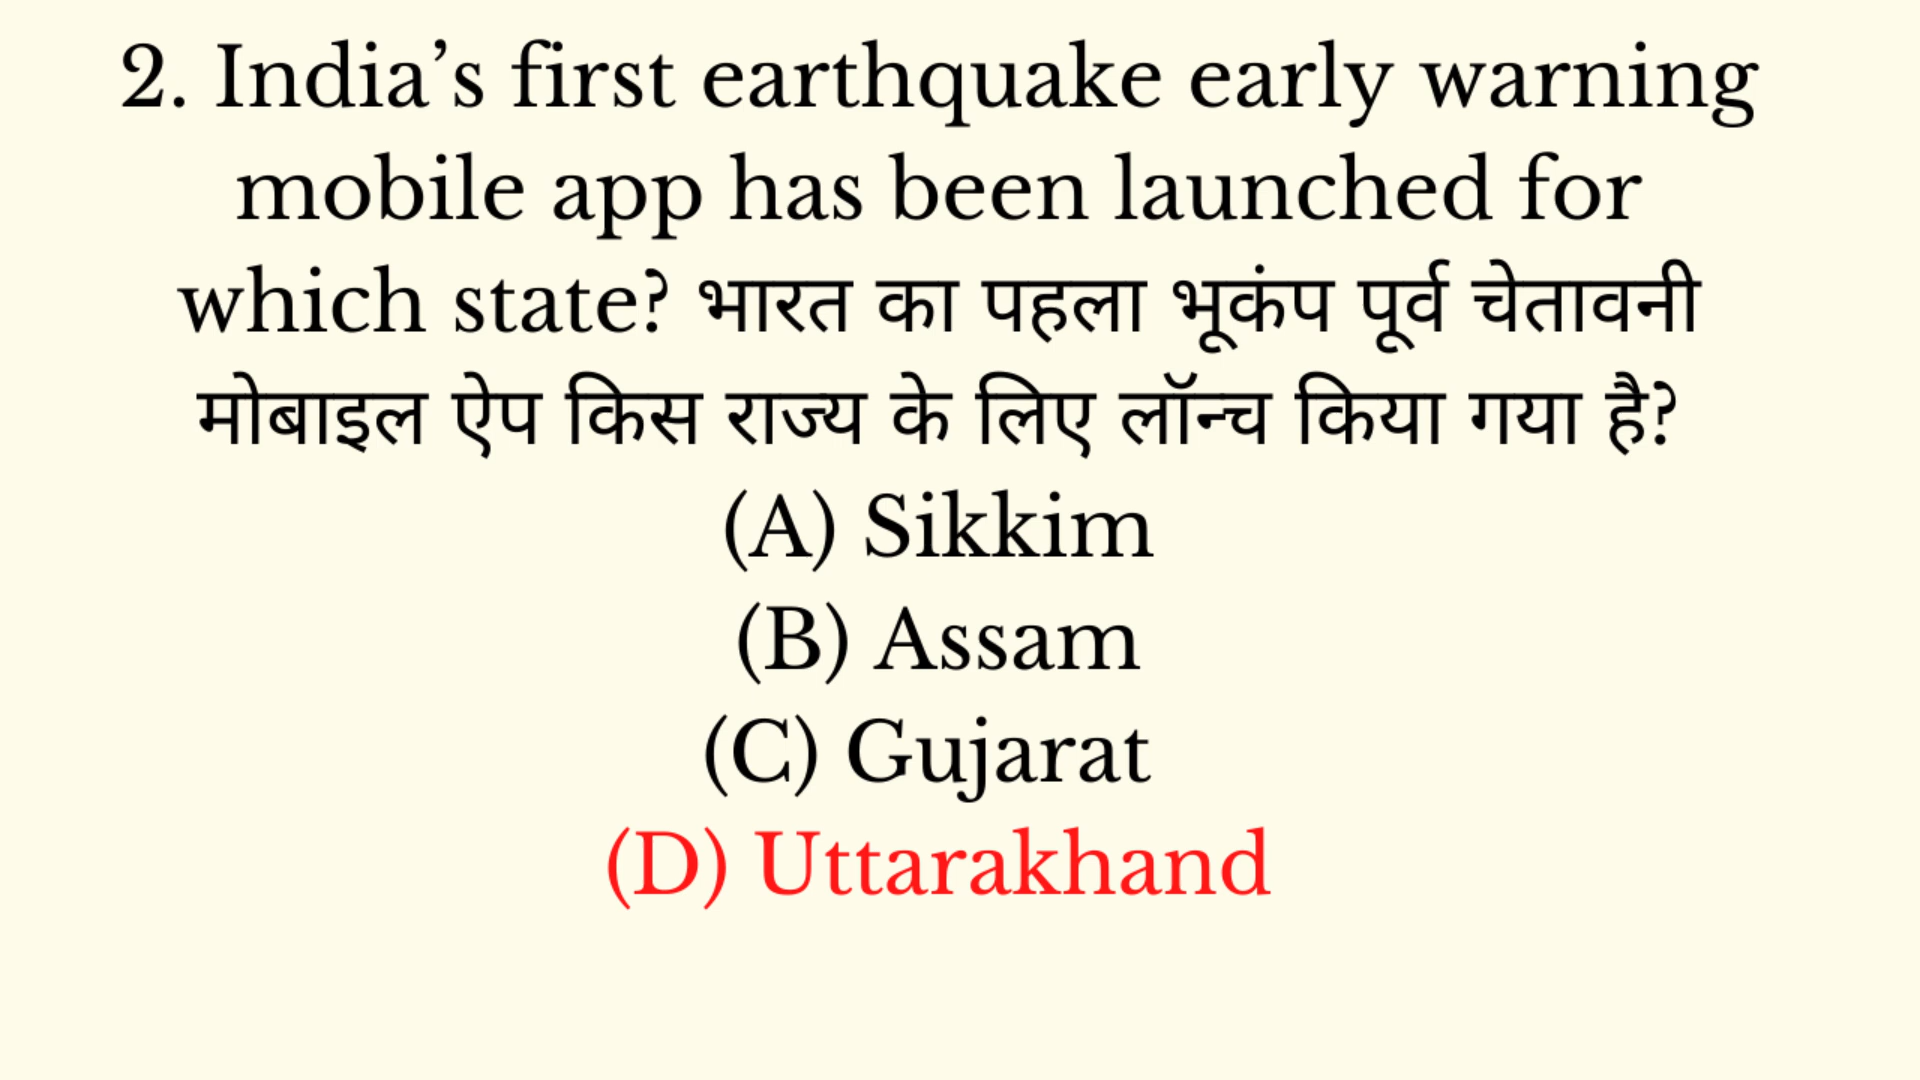 2. India’s first earthquake early warning
mobile app has been launched for
which state? भारत का पहला भूकंप पूर्व चेतावनी
मोबाइल ऐप किस राज्य के लिए लॉन्च किया गया है?
(A) Sikkim
(B) Assam
(C) Gujarat
(D) Uttarakhand